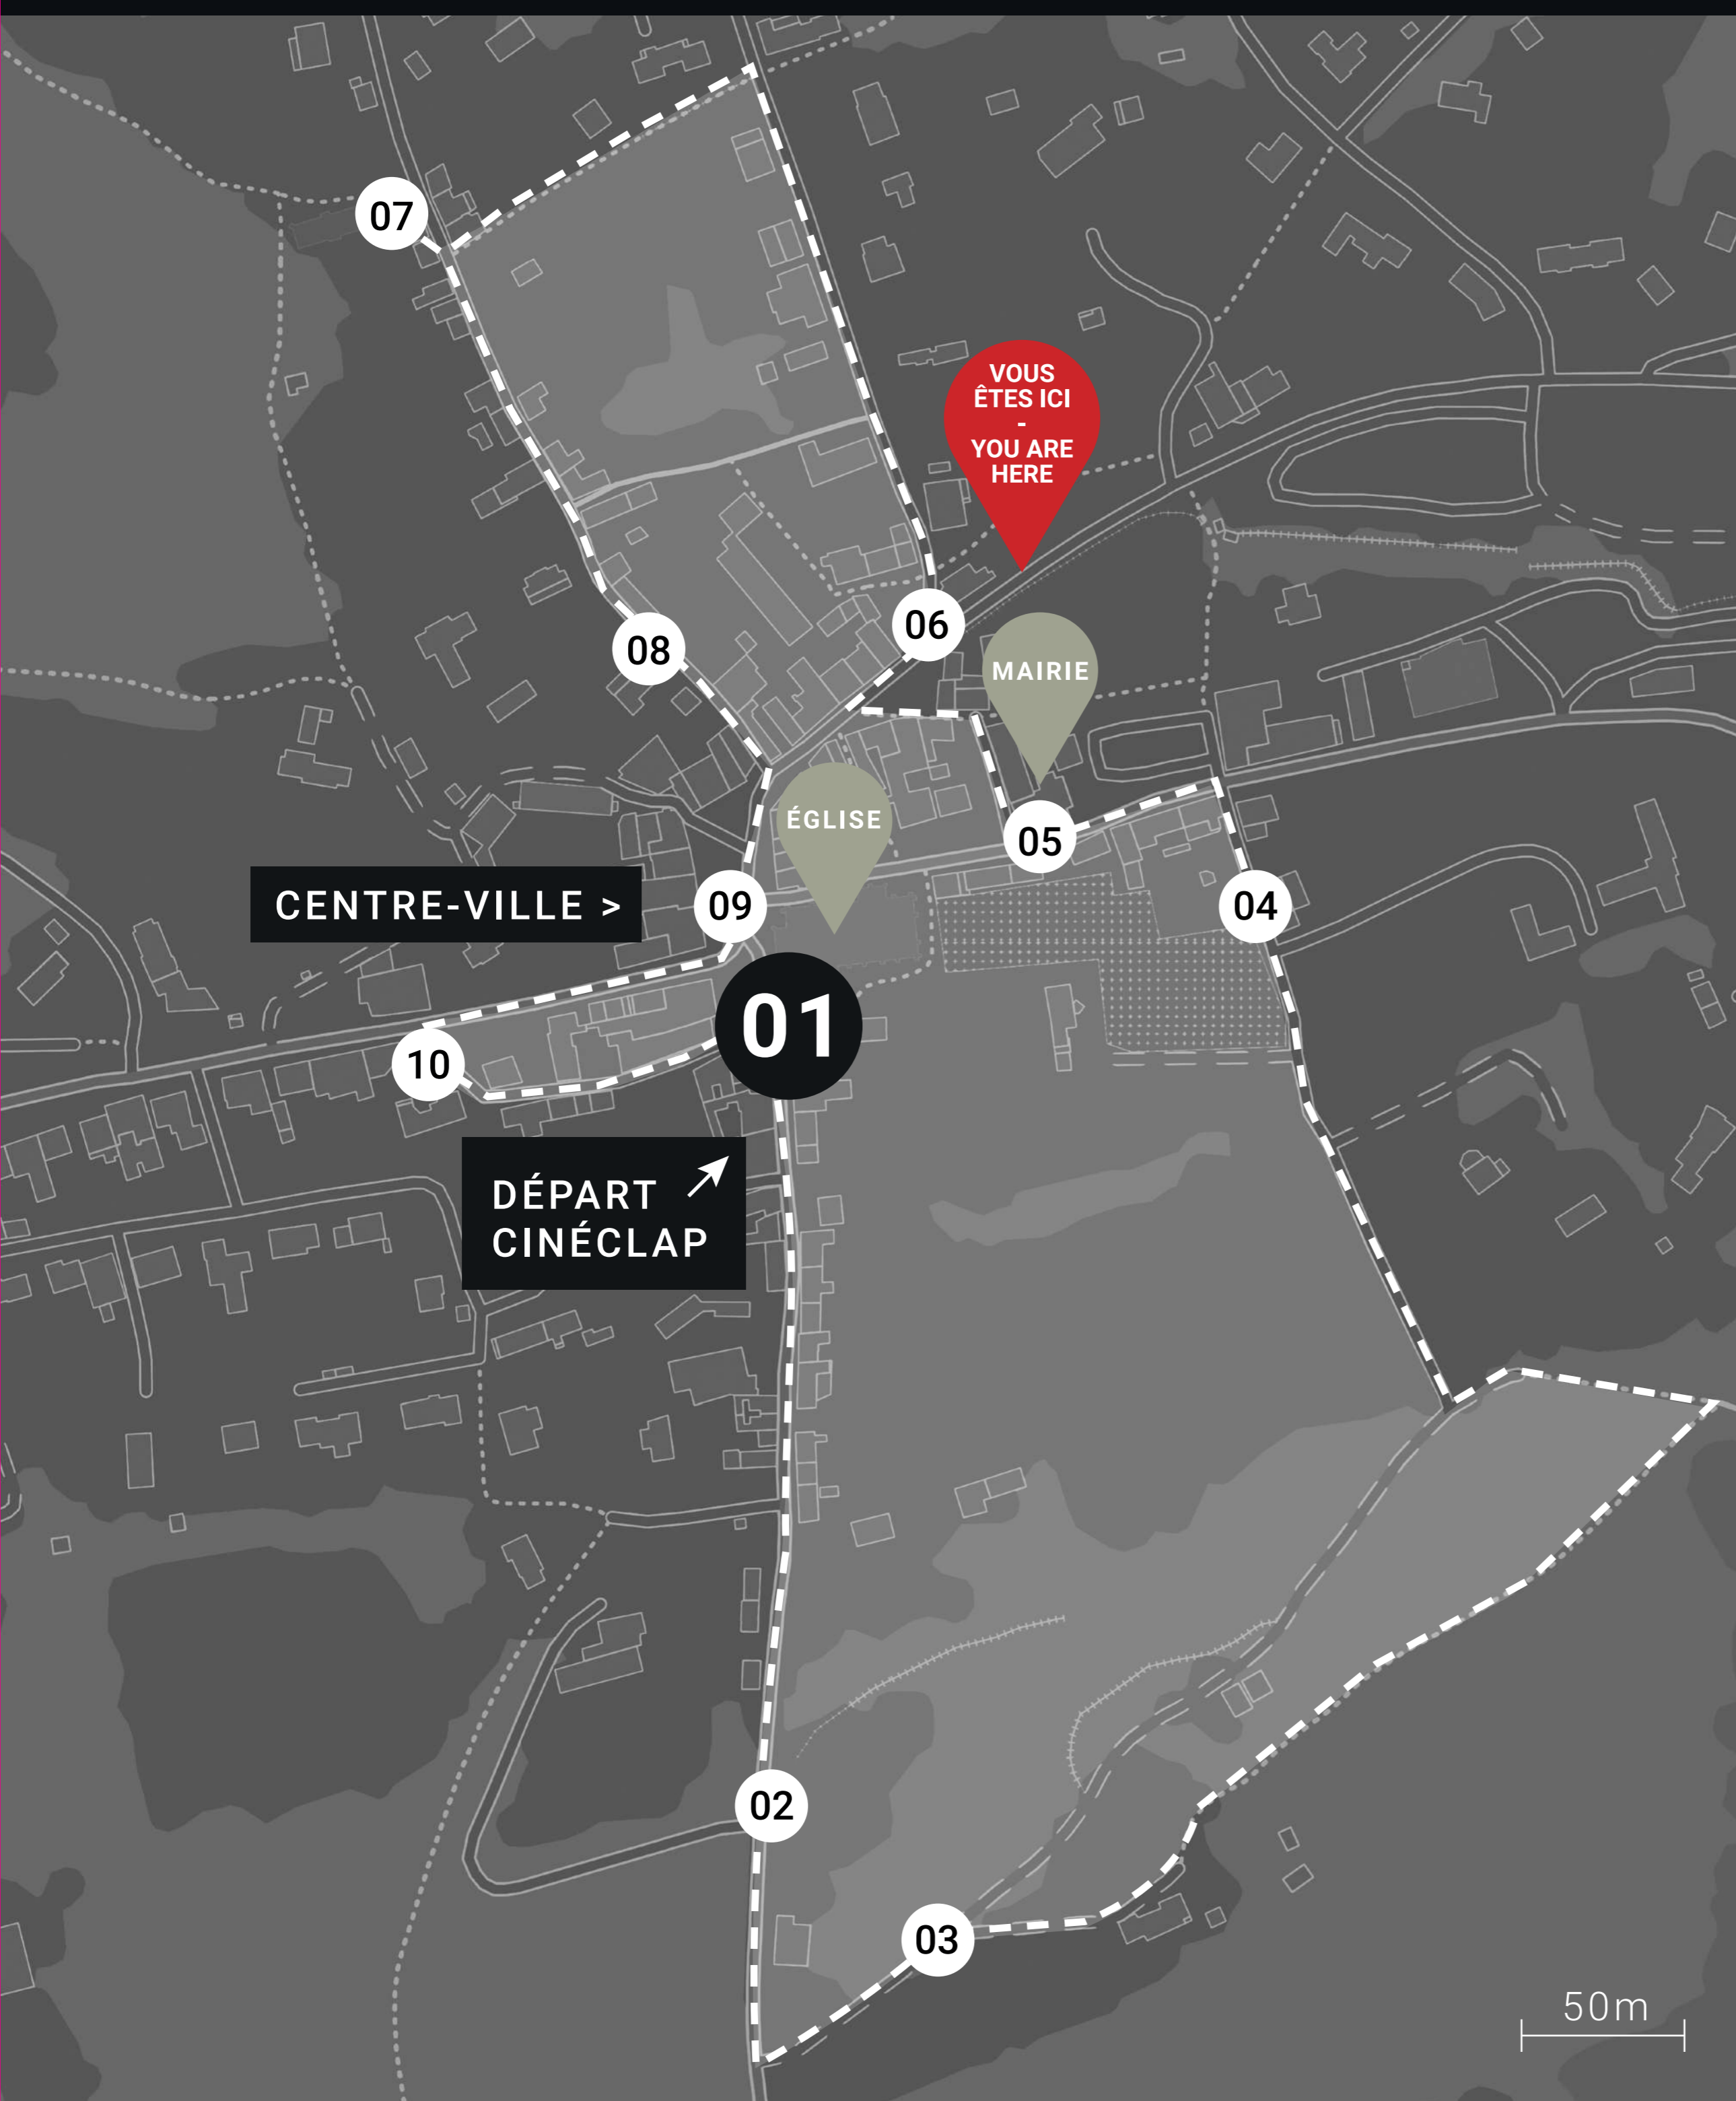 07
VOUS
ÊTES ICI
-
YOU ARE
HERE
06
08
MAIRIE
ÉGLISE
05
CENTRE-VILLE >
09
04
01
10
DÉPART
CINÉCLAP
02
03
50m